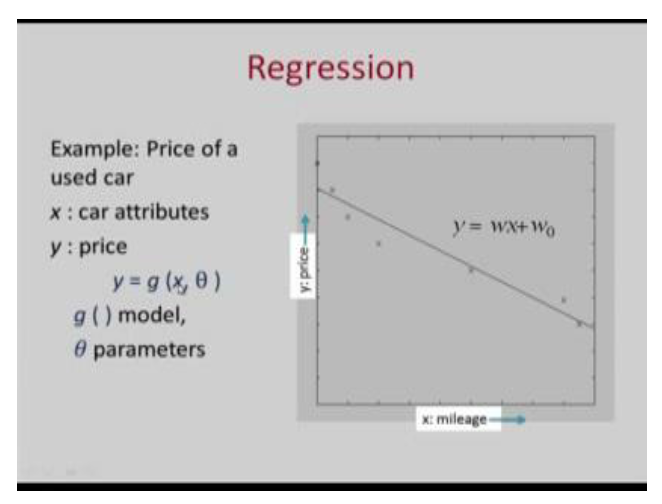 Regression
Example: Price of a
used car
x : car attributes
y : price
y = g (x, θ )
g ( ) model,
θ parameters
y = wx+w₀
y: price
x: mileage